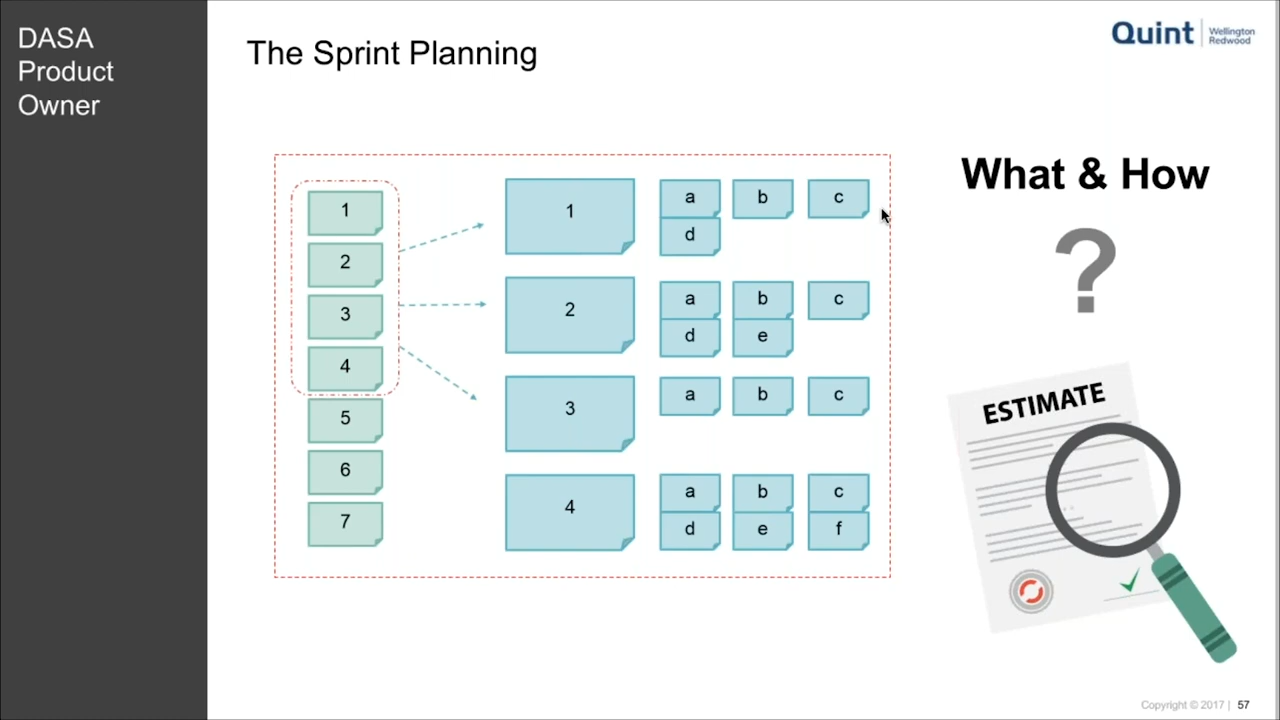 DASA
Product
Owner
The Sprint Planning
Quint
Wellington
Redwood
1
2
3
4
5
6
7
1
a b c
d
2
a b c
d e
3
a b c
4
a b c
d e f
What & How
?
ESTIMATE
Copyright © 2017 | 57